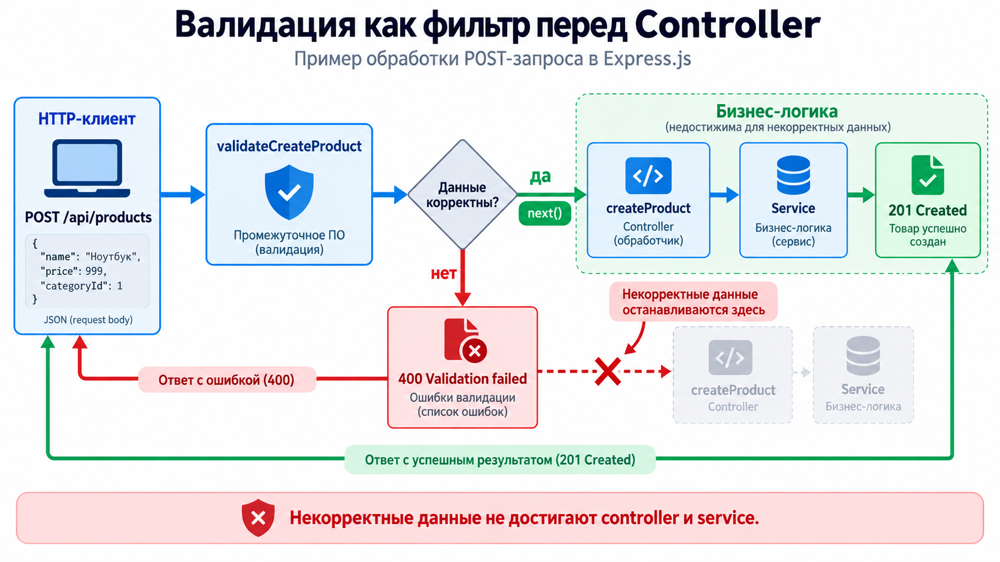 Валидация как фильтр перед Controller
Пример обработки POST-запроса в Express.js
HTTP-клиент
POST /api/products
{
"name": "Ноутбук",
"price": 999,
"categoryId": 1
}
JSON (request body)
validateCreateProduct
Промежуточное ПО
(валидация)
Данные
корректны?
да
next()
нет
Бизнес-логика
(недостижима для некорректных данных)
createProduct
Controller
(обработчик)
Service
Бизнес-логика
(сервис)
201 Created
Товар успешно
создан
Некорректные данные
останавливаются здесь
400 Validation failed
Ошибки валидации
(список ошибок)
createProduct
Controller
Service
Бизнес-логика
Ответ с ошибкой (400)
Ответ с успешным результатом (201 Created)
Некорректные данные не достигают controller и service.